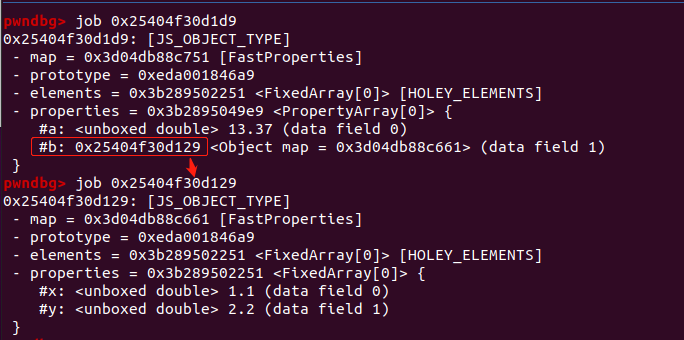 pwndbg> job 0x25404f30d1d9
0x25404f30d1d9: [JS_OBJECT_TYPE]
- map = 0x3d04db88c751 [FastProperties]
- prototype = 0xeda001846a9
- elements = 0x3b289502251 <FixedArray[0]> [HOLEY_ELEMENTS]
- properties = 0x3b2895049e9 <PropertyArray[0]> {
#a: <unboxed double> 13.37 (data field 0)
#b: 0x25404f30d129 <Object map = 0x3d04db88c661> (data field 1)
}
pwndbg> job 0x25404f30d129
0x25404f30d129: [JS_OBJECT_TYPE]
- map = 0x3d04db88c661 [FastProperties]
- prototype = 0xeda001846a9
- elements = 0x3b289502251 <FixedArray[0]> [HOLEY_ELEMENTS]
- properties = 0x3b289502251 <FixedArray[0]> {
#x: <unboxed double> 1.1 (data field 0)
#y: <unboxed double> 2.2 (data field 1)
}